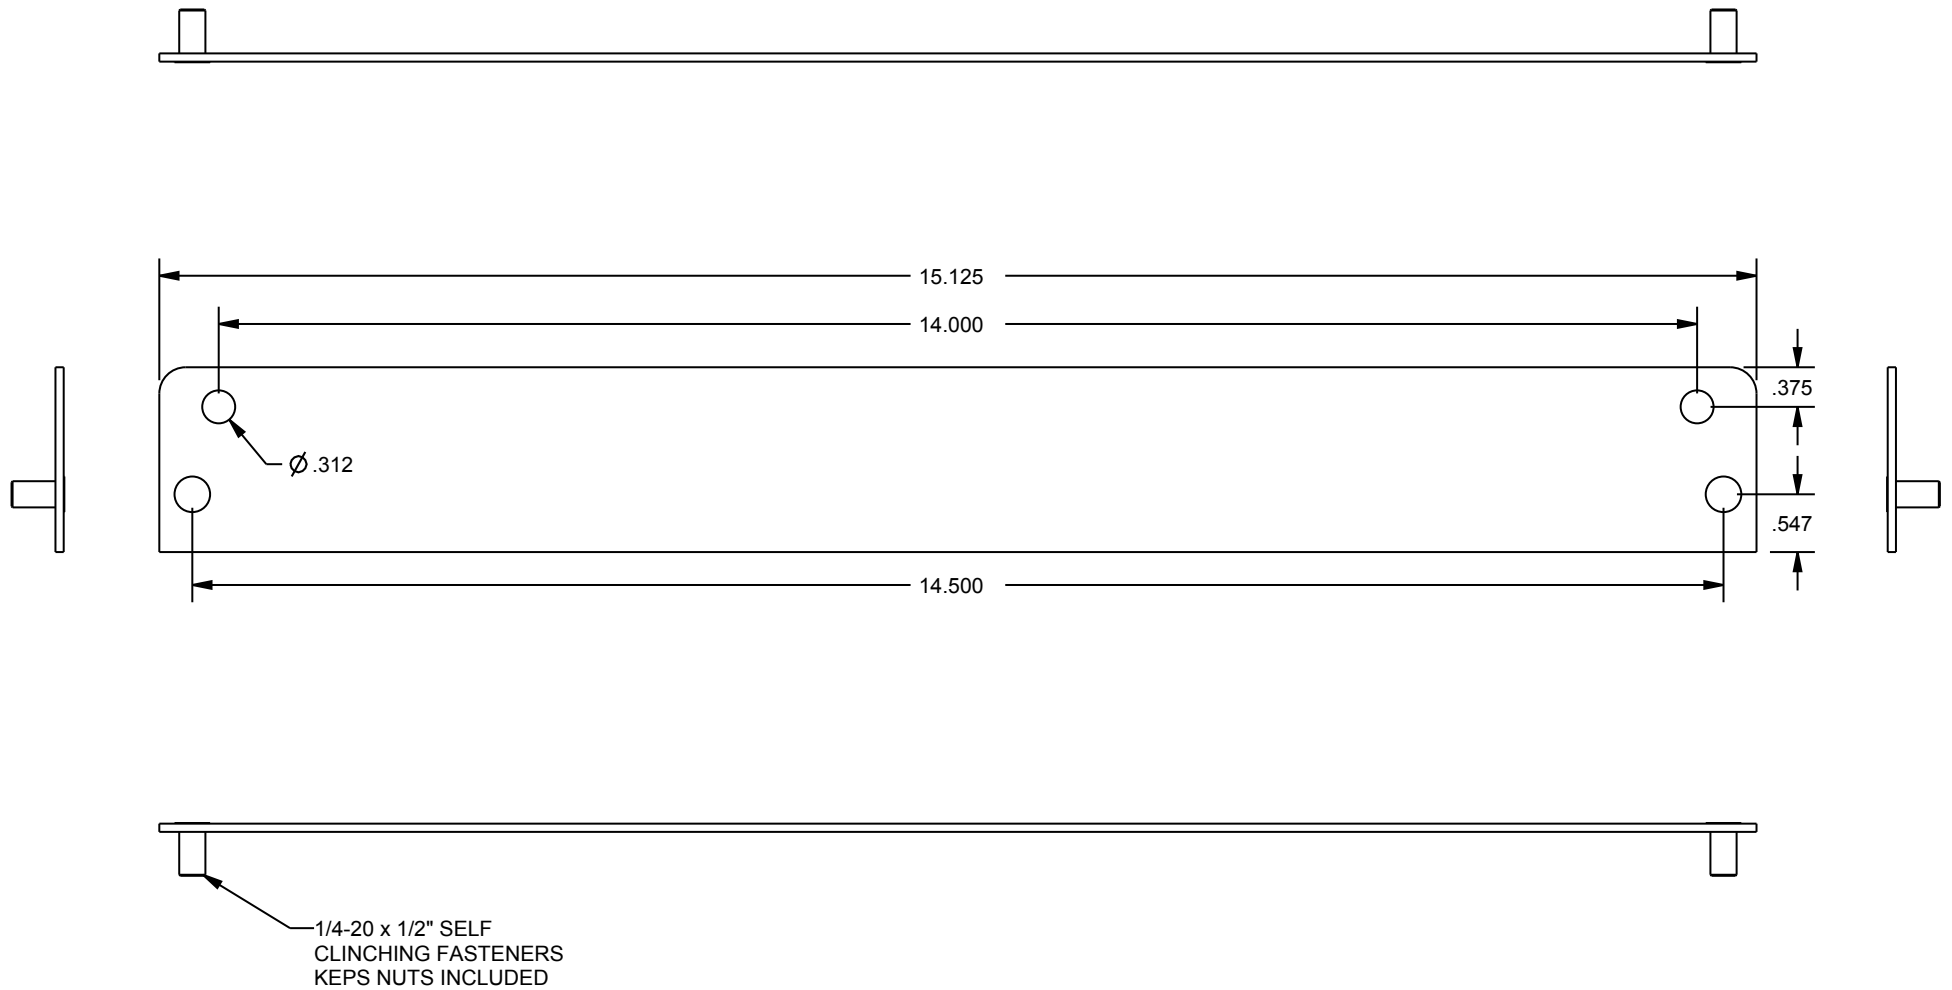 15.125
14.000
.375
Ø .312
.547
14.500
1/4-20 x 1/2" SELF
CLINCHING FASTENERS
KEPS NUTS INCLUDED